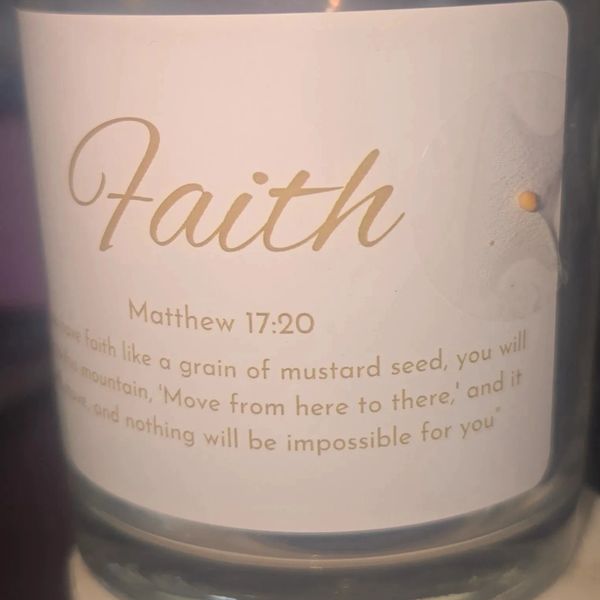 Faith
Matthew 17:20
have faith like a grain of mustard seed, you will
mountain, 'Move from here to there,' and it
and nothing will be impossible for you"